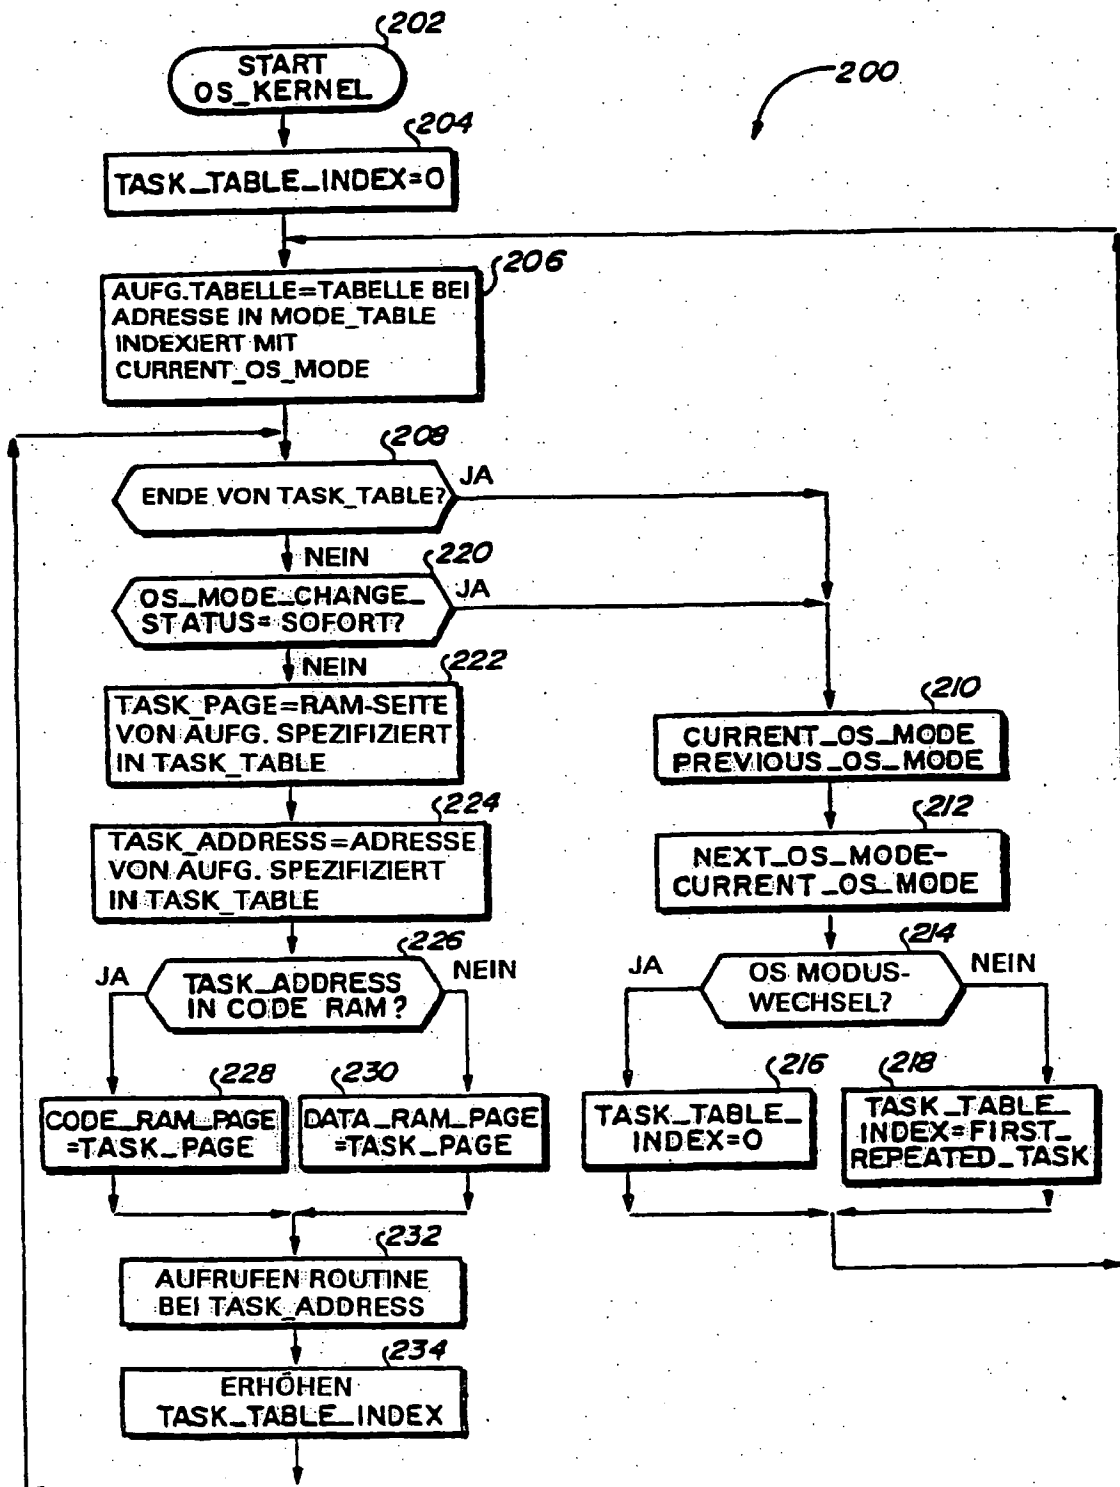 202
START
OS_KERNEL
200
204
TASK_TABLE_INDEX=0
206
AUFG.TABELLE=TABELLE BEI
ADRESSE IN MODE_TABLE
INDEXIERT MIT
CURRENT_OS_MODE
208
ENDE VON TASK_TABLE?
JA
NEIN
220
OS_MODE_CHANGE_
STATUS= SOFORT?
JA
NEIN
222
TASK_PAGE=RAM-SEITE
VON AUFG. SPEZIFIZIERT
IN TASK_TABLE
224
TASK_ADDRESS=ADRESSE
VON AUFG. SPEZIFIZIERT
IN TASK_TABLE
226
JA
TASK_ADDRESS
IN CODE RAM?
NEIN
228
CODE_RAM_PAGE
=TASK_PAGE
230
DATA_RAM_PAGE
=TASK_PAGE
232
AUFRUFEN ROUTINE
BEI TASK_ADDRESS
234
ERHÖHEN
TASK_TABLE_INDEX
210
CURRENT_OS_MODE
PREVIOUS_OS_MODE
212
NEXT_OS_MODE-
CURRENT_OS_MODE
214
JA
OS MODUS-
WECHSEL?
NEIN
216
TASK_TABLE_
INDEX=0
218
TASK_TABLE_
INDEX=FIRST_
REPEATED_TASK